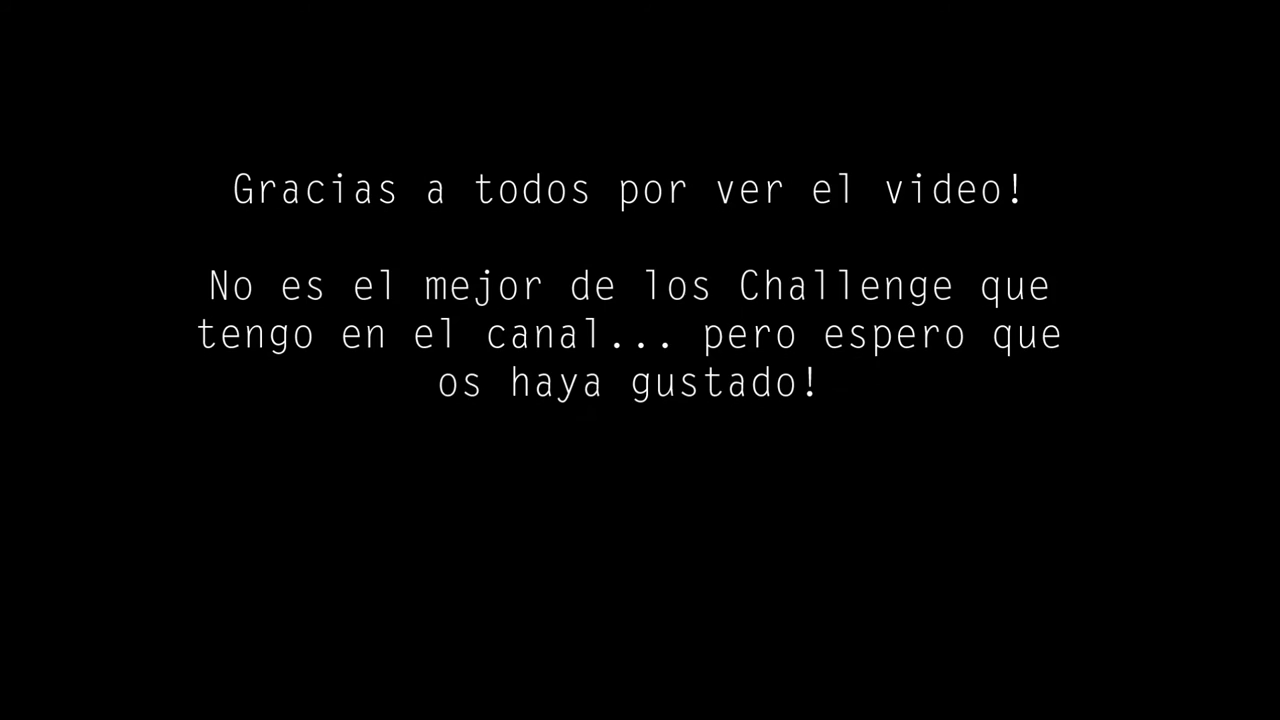 Gracias a todos por ver el video!
No es el mejor de los Challenge que
tengo en el canal... pero espero que
os haya gustado!